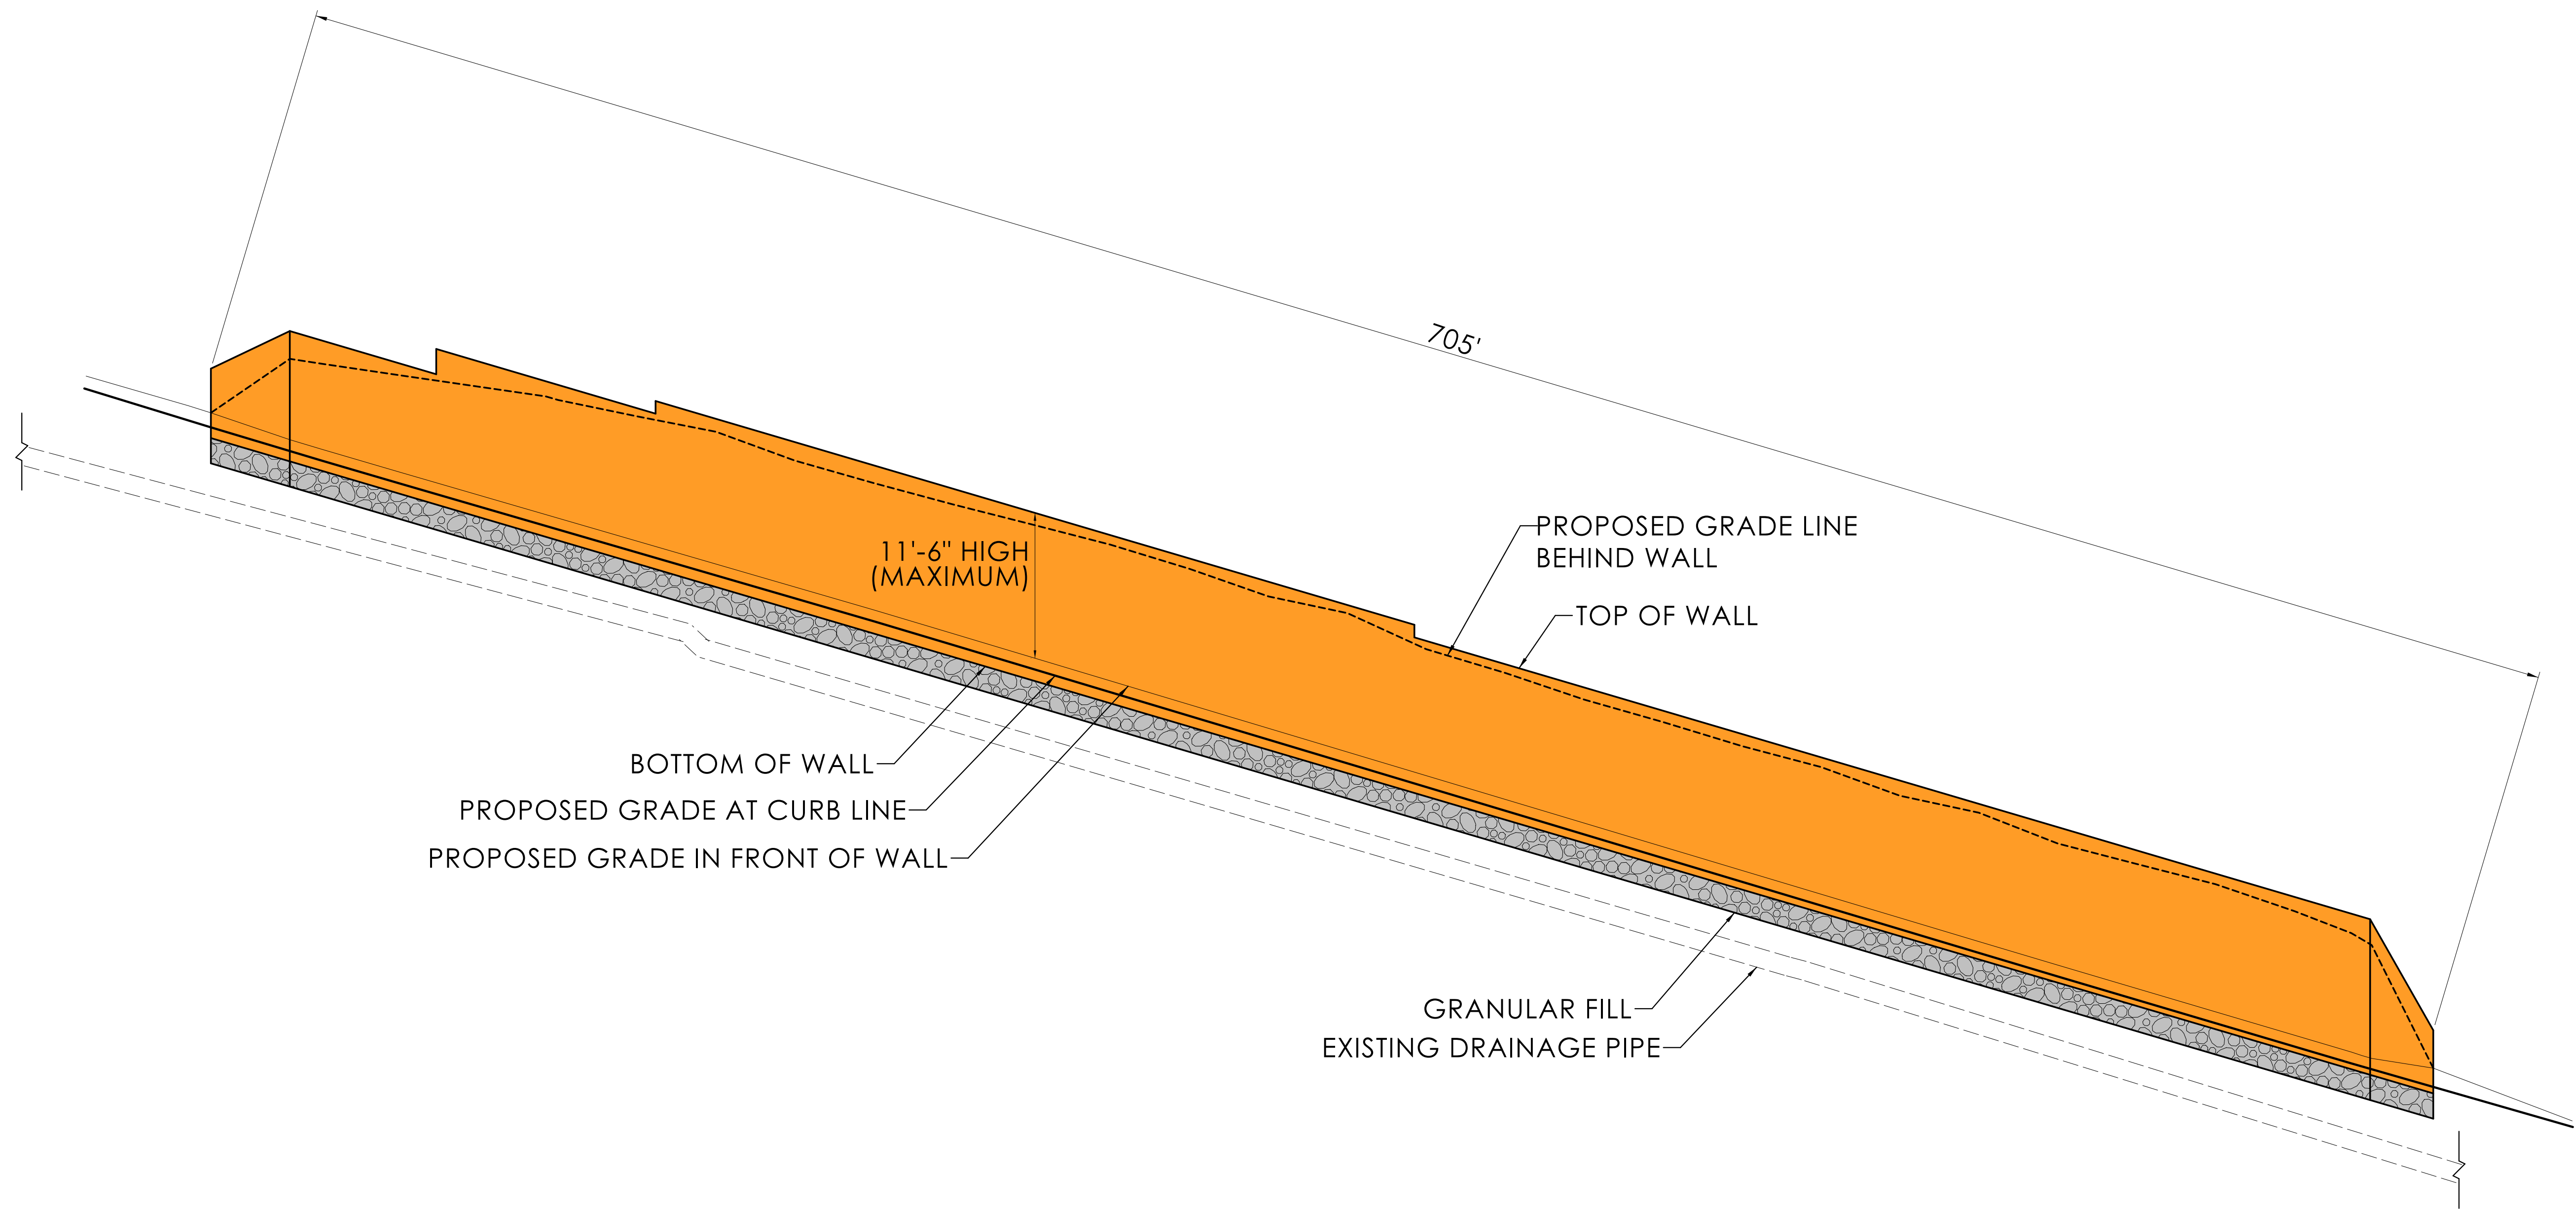 705'
11'-6" HIGH
(MAXIMUM)
PROPOSED GRADE LINE
BEHIND WALL
TOP OF WALL
BOTTOM OF WALL
PROPOSED GRADE AT CURB LINE
PROPOSED GRADE IN FRONT OF WALL
GRANULAR FILL
EXISTING DRAINAGE PIPE